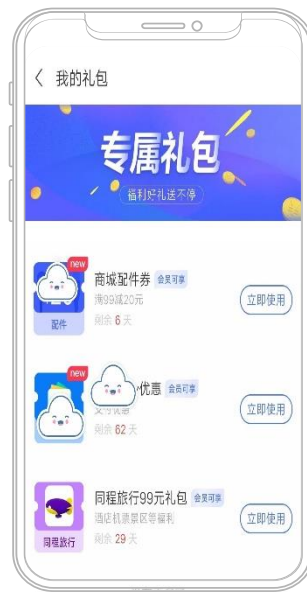 我的礼包
专属礼包
福利好礼送不停
new
商城配件券 会员可享
满99减20元
剩余 6 天
配件
立即使用
new
优惠 会员可享
支付优惠
剩余 62 天
立即使用
同程旅行99元礼包 会员可享
酒店机票景区等福利
剩余 29 天
同程旅行
立即使用